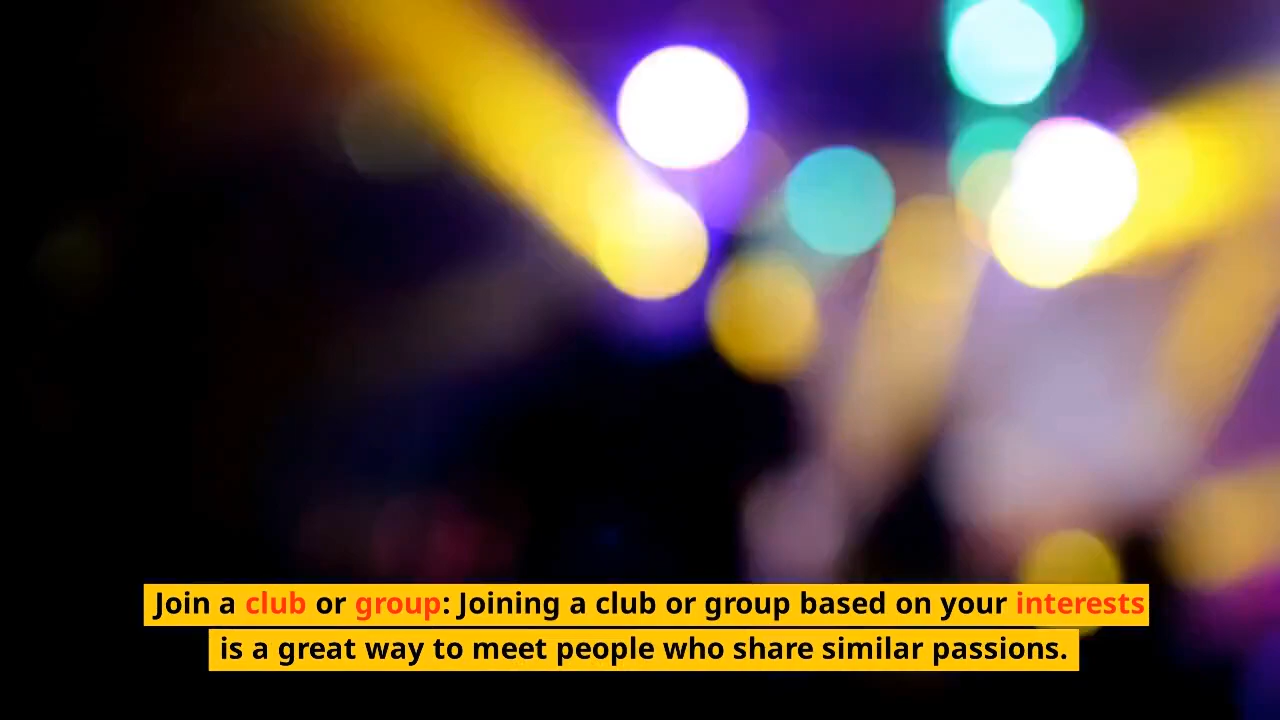 Join a club or group: Joining a club or group based on your interests
is a great way to meet people who share similar passions.